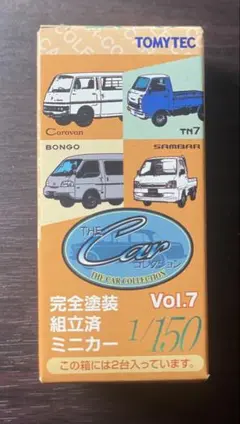 TOMYTEC
Caravan
TN7
BONGO
SAMBAR
THE
Car
コレクション
THE CAR COLLECTION
完全塗装
組立済
ミニカー
Vol.7
1/150
この箱には2台入っています。